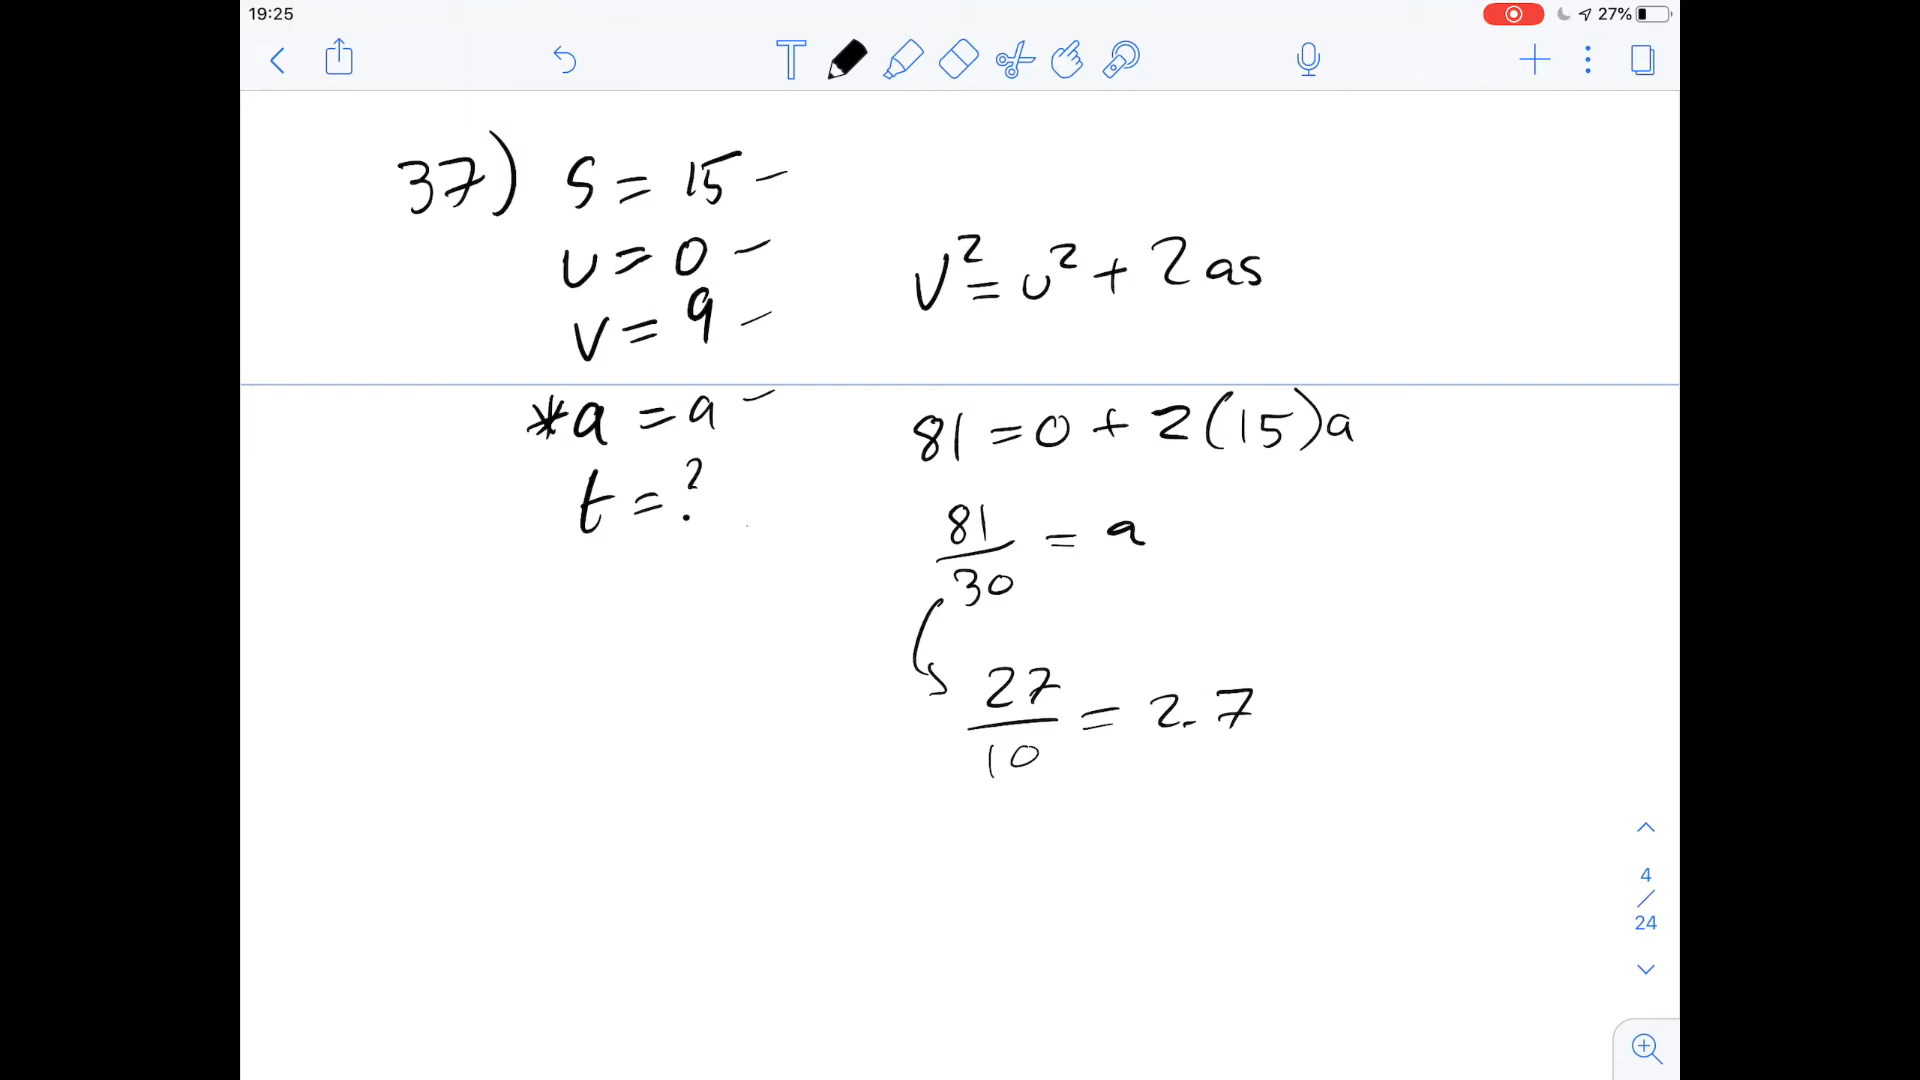 19:25
27%
T
37) s = 15 -
u = 0 -
v = 9 -
v² = u² + 2as
*a = a -
t = ?
81 = 0 + 2(15)a
81/30 = a
27/10 = 2.7
4
/
24